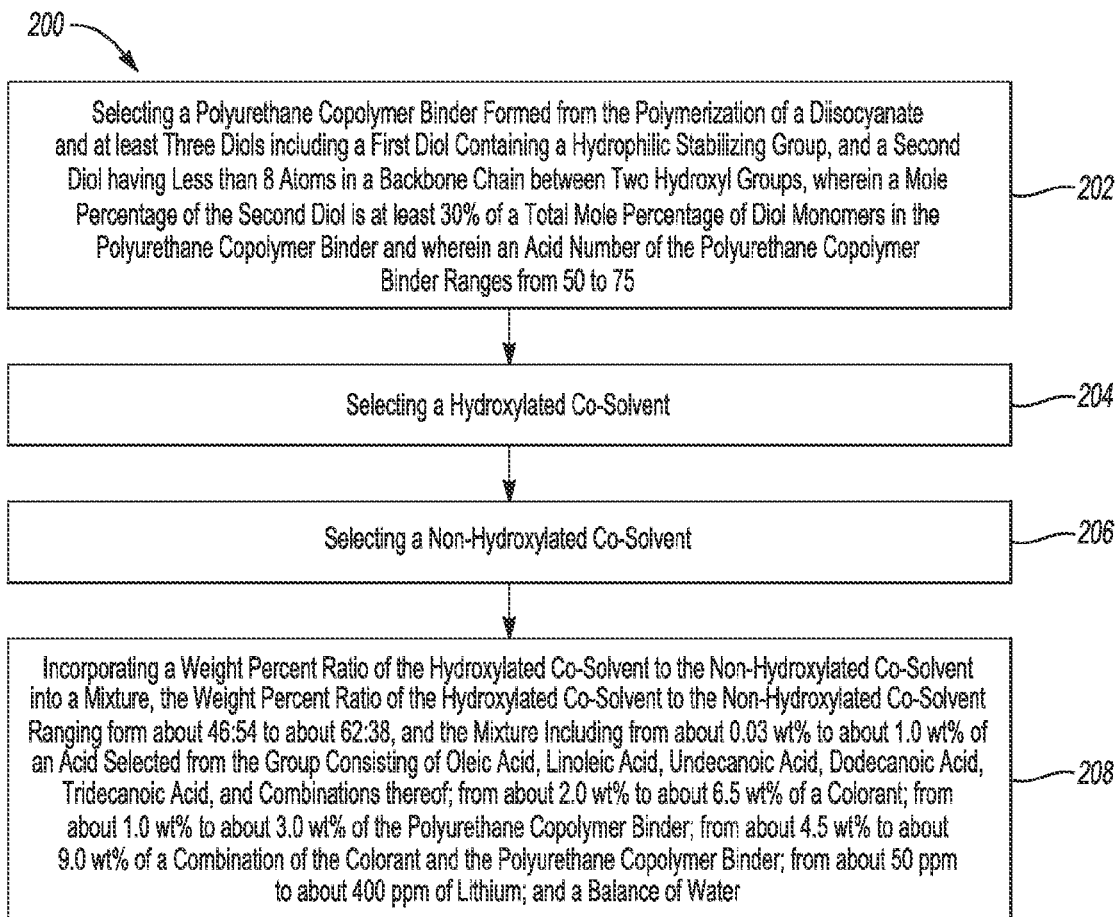 200
Selecting a Polyurethane Copolymer Binder Formed from the Polymerization of a Diisocyanate
and at least Three Diols including a First Diol Containing a Hydrophilic Stabilizing Group, and a Second
Diol having Less than 8 Atoms in a Backbone Chain between Two Hydroxyl Groups, wherein a Mole
Percentage of the Second Diol is at least 30% of a Total Mole Percentage of Diol Monomers in the
Polyurethane Copolymer Binder and wherein an Acid Number of the Polyurethane Copolymer
Binder Ranges from 50 to 75
202
Selecting a Hydroxylated Co-Solvent
204
Selecting a Non-Hydroxylated Co-Solvent
206
Incorporating a Weight Percent Ratio of the Hydroxylated Co-Solvent to the Non-Hydroxylated Co-Solvent
into a Mixture, the Weight Percent Ratio of the Hydroxylated Co-Solvent to the Non-Hydroxylated Co-Solvent
Ranging form about 46:54 to about 62:38, and the Mixture Including from about 0.03 wt% to about 1.0 wt% of
an Acid Selected from the Group Consisting of Oleic Acid, Linoleic Acid, Undecanoic Acid, Dodecanoic Acid,
Tridecanoic Acid, and Combinations thereof; from about 2.0 wt% to about 6.5 wt% of a Colorant; from
about 1.0 wt% to about 3.0 wt% of the Polyurethane Copolymer Binder; from about 4.5 wt% to about
9.0 wt% of a Combination of the Colorant and the Polyurethane Copolymer Binder; from about 50 ppm
to about 400 ppm of Lithium; and a Balance of Water
208